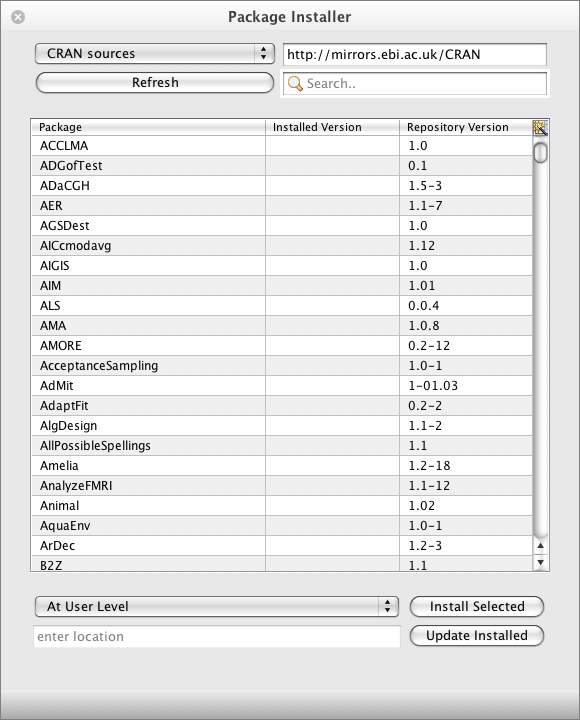 Package Installer
CRAN sources
http://mirrors.ebi.ac.uk/CRAN
Refresh
Search..
Package Installed Version Repository Version
ACCLMA 1.0
ADGofTest 0.1
ADaCGH 1.5-3
AER 1.1-7
AGSDest 1.0
AICcmodavg 1.12
AIGIS 1.0
AIM 1.01
ALS 0.0.4
AMA 1.0.8
AMORE 0.2-12
AcceptanceSampling 1.0-1
AdMit 1-01.03
AdaptFit 0.2-2
AlgDesign 1.1-2
AllPossibleSpellings 1.1
Amelia 1.2-18
AnalyzeFMRI 1.1-12
Animal 1.02
AquaEnv 1.0-1
ArDec 1.2-3
B2Z 1.1
At User Level
Install Selected
enter location
Update Installed